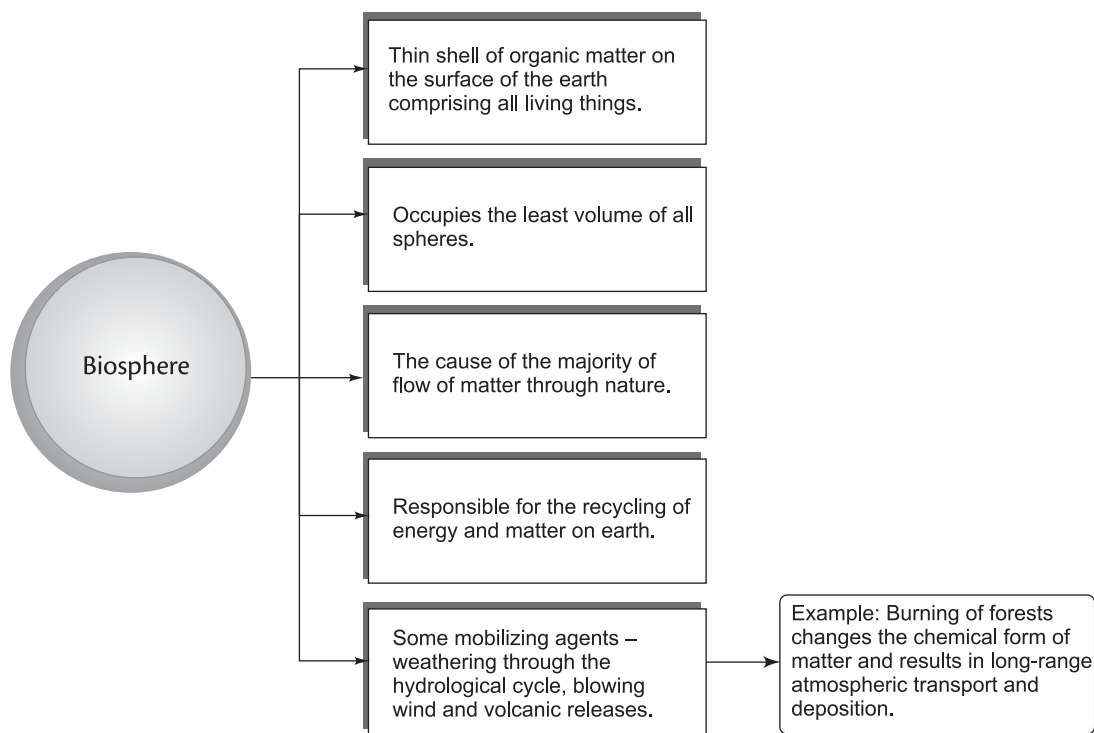 Biosphere
Thin shell of organic matter on
the surface of the earth
comprising all living things.
Occupies the least volume of all
spheres.
The cause of the majority of
flow of matter through nature.
Responsible for the recycling of
energy and matter on earth.
Some mobilizing agents –
weathering through the
hydrological cycle, blowing
wind and volcanic releases.
Example: Burning of forests
changes the chemical form of
matter and results in long-range
atmospheric transport and
deposition.